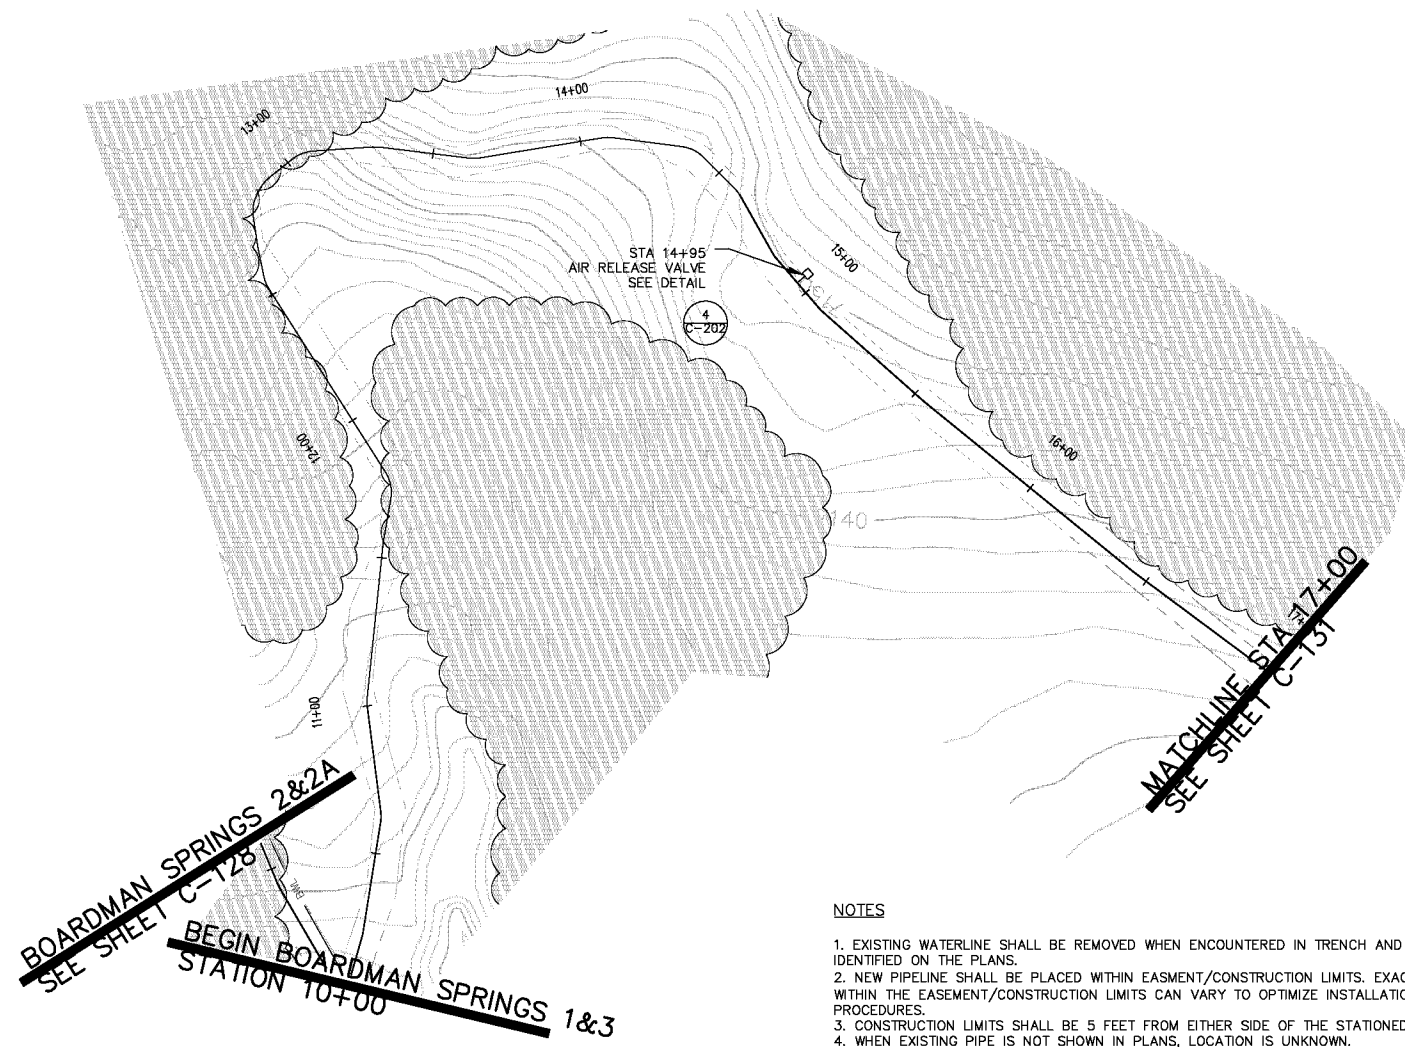 14+00
13+00
STA 14+95
AIR RELEASE VALVE
SEE DETAIL
15+00
4
C-202
12+00
16+00
140
11+00
17+
MATCHLINE STA 17+00
SEE SHEET C-131
BOARDMAN SPRINGS 2&2A
SEE SHEET C-128
BWL
BEGIN BOARDMAN SPRINGS 1&3
STATION 10+00
NOTES
1. EXISTING WATERLINE SHALL BE REMOVED WHEN ENCOUNTERED IN TRENCH AND
IDENTIFIED ON THE PLANS.
2. NEW PIPELINE SHALL BE PLACED WITHIN EASMENT/CONSTRUCTION LIMITS. EXAC
WITHIN THE EASEMENT/CONSTRUCTION LIMITS CAN VARY TO OPTIMIZE INSTALLATIO
PROCEDURES.
3. CONSTRUCTION LIMITS SHALL BE 5 FEET FROM EITHER SIDE OF THE STATIONED
4. WHEN EXISTING PIPE IS NOT SHOWN IN PLANS, LOCATION IS UNKNOWN.